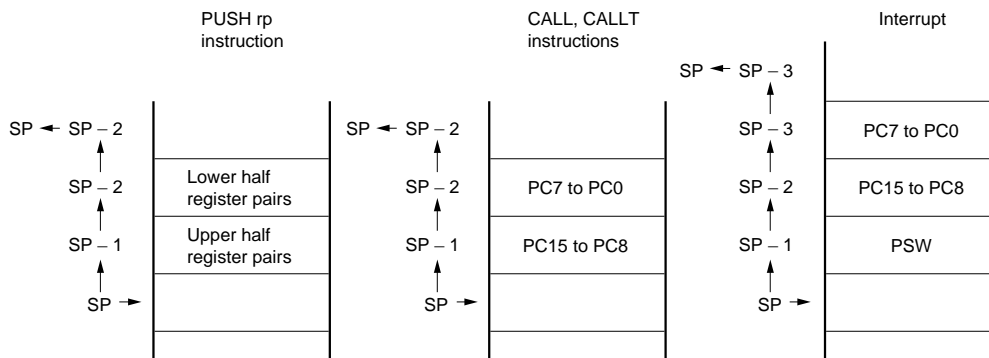 PUSH rp
instruction
SP ← SP – 2
SP – 2
Lower half
register pairs
SP – 1
Upper half
register pairs
SP →
CALL, CALLT
instructions
SP ← SP – 2
SP – 2
PC7 to PC0
SP – 1
PC15 to PC8
SP →
Interrupt
SP ← SP – 3
SP – 3
PC7 to PC0
SP – 2
PC15 to PC8
SP – 1
PSW
SP →